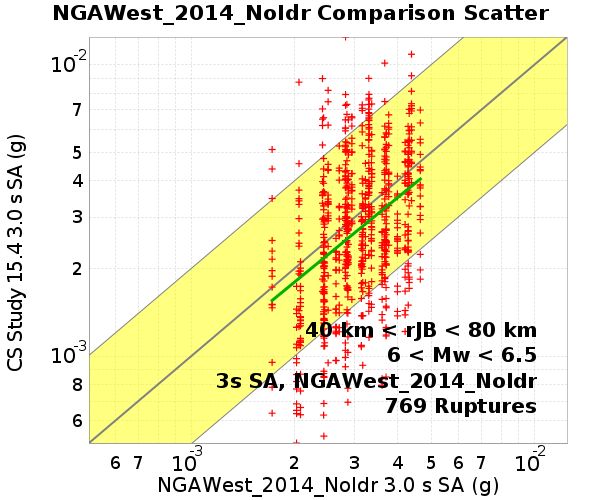 NGAWest_2014_NoIdr Comparison Scatter
10-2
7
5
4
3
2
10-3
8
6
CS Study 15.4 3.0 s SA (g)
40 km < rJB < 80 km
6 < Mw < 6.5
3s SA, NGAWest_2014_NoIdr
769 Ruptures
6 7 10-3 2 3 4 5 6 7 10-2
NGAWest_2014_NoIdr 3.0 s SA (g)